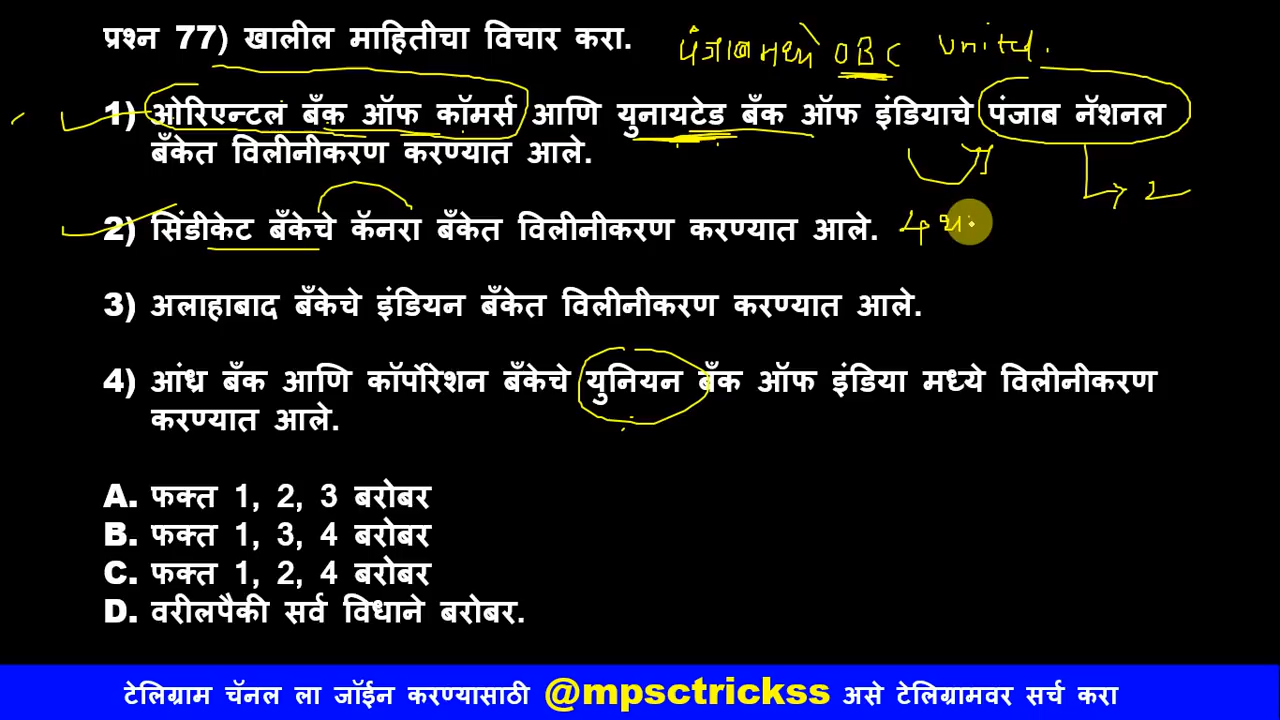 प्रश्न 77) खालील माहितीचा विचार करा.
पंजाब मध्ये OBC United.
1) ओरिएन्टल बँक ऑफ कॉमर्स आणि युनायटेड बँक ऑफ इंडियाचे पंजाब नॅशनल
बँकेत विलीनीकरण करण्यात आले.
2) सिंडीकेट बँकेचे कॅनरा बँकेत विलीनीकरण करण्यात आले.
3) अलाहाबाद बँकेचे इंडियन बँकेत विलीनीकरण करण्यात आले.
4) आंध्र बँक आणि कॉर्पोरेशन बँकेचे युनियन बँक ऑफ इंडिया मध्ये विलीनीकरण
करण्यात आले.
A. फक्त 1, 2, 3 बरोबर
B. फक्त 1, 3, 4 बरोबर
C. फक्त 1, 2, 4 बरोबर
D. वरीलपैकी सर्व विधाने बरोबर.
टेलिग्राम चॅनल ला जॉईन करण्यासाठी @mpsctrickss असे टेलिग्रामवर सर्च करा